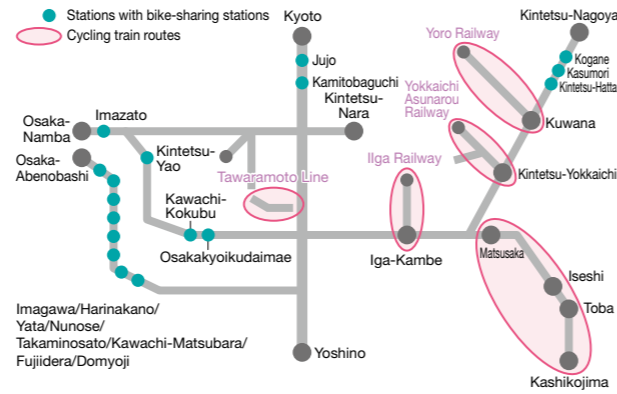 Stations with bike-sharing stations
Cycling train routes
Kyoto
Jujo
Kamitobaguchi
Kintetsu-
Nara
Kintetsu-Nagoya
Kogane
Kasumori
Kintetsu-Hatta
Yoro Railway
Kuwana
Yokkaichi
Asunarou
Railway
Kintetsu-Yokkaichi
Osaka-
Namba
Imazato
Osaka-
Abenobashi
Kintetsu-
Yao
Tawaramoto Line
IIga Railway
Kawachi-
Kokubu
Osakakyoikudaimae
Iga-Kambe
Matsusaka
Iseshi
Toba
Kashikojima
Imagawa/Harinakano/
Yata/Nunose/
Takaminosato/Kawachi-Matsubara/
Fujiidera/Domyoji
Yoshino